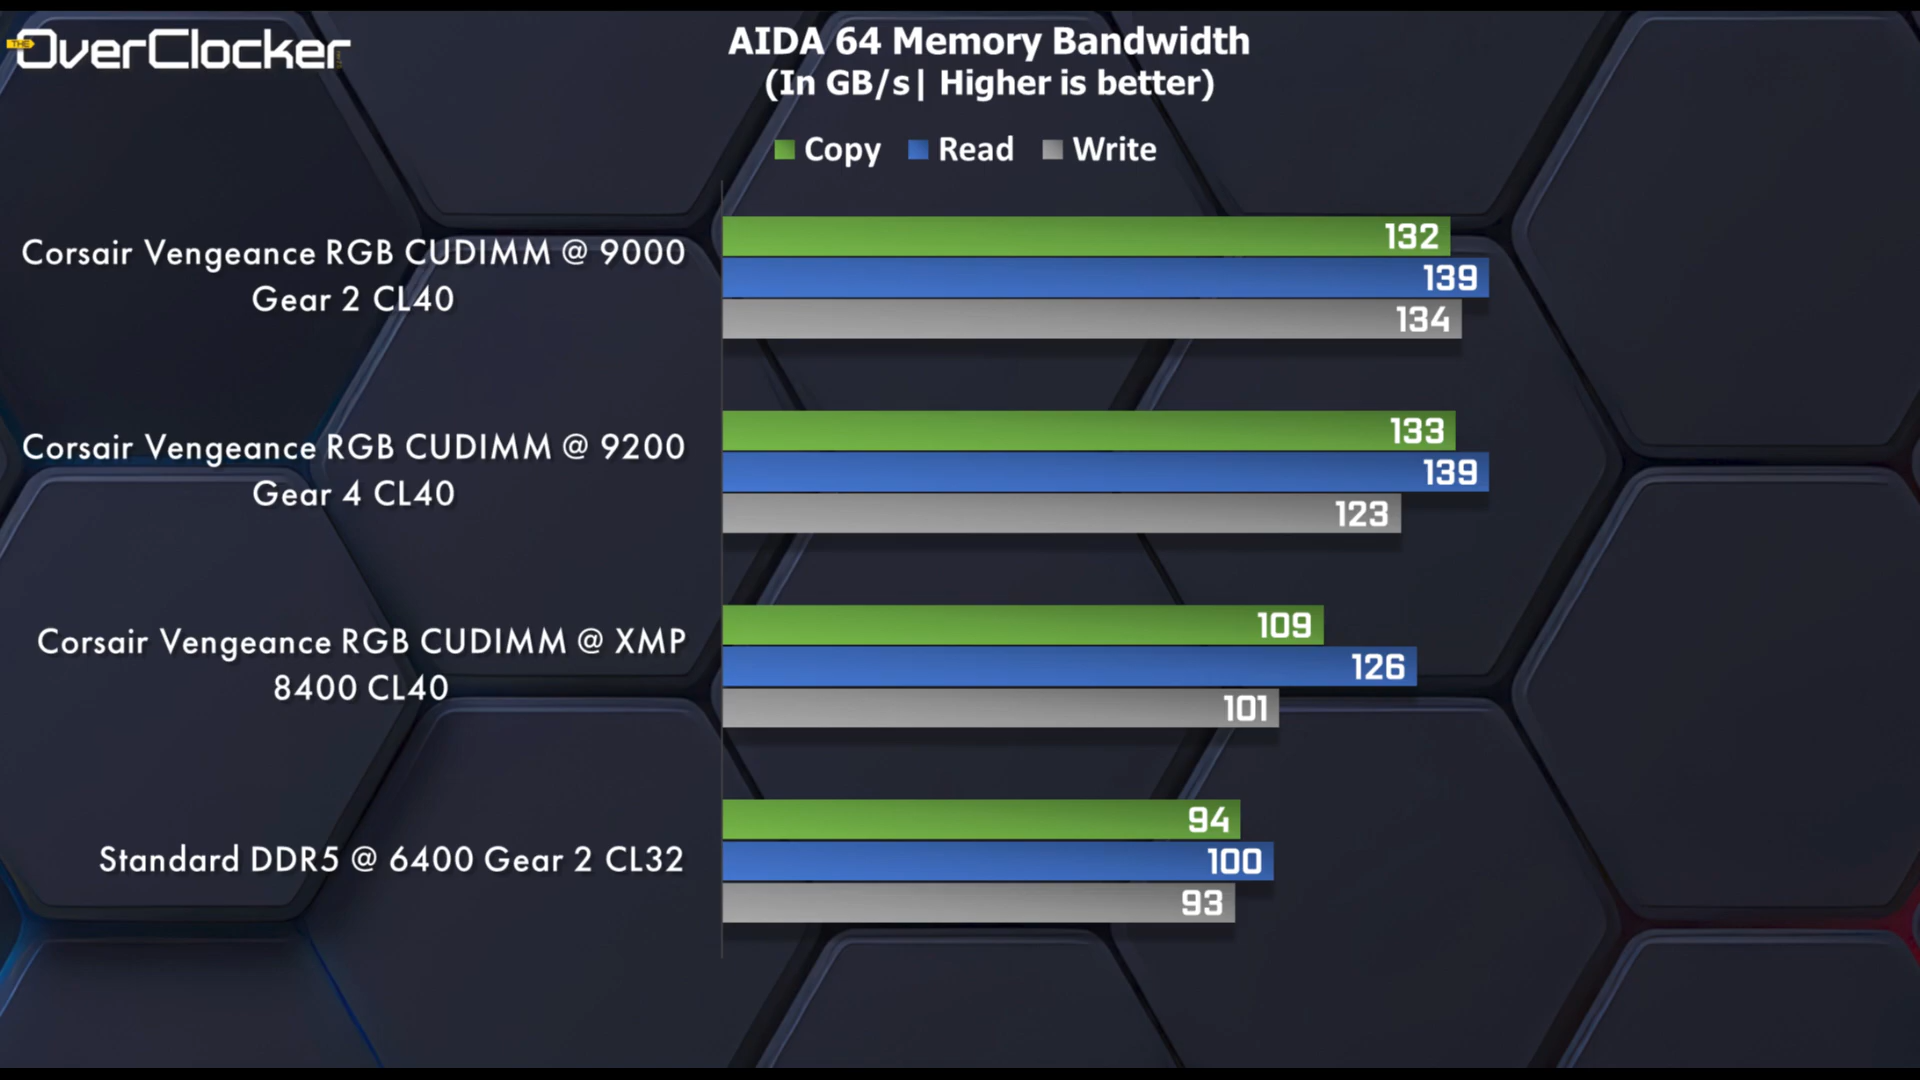 THE OverClocker
AIDA 64 Memory Bandwidth
(In GB/s| Higher is better)
Copy Read Write
Corsair Vengeance RGB CUDIMM @ 9000
Gear 2 CL40
132
139
134
Corsair Vengeance RGB CUDIMM @ 9200
Gear 4 CL40
133
139
123
Corsair Vengeance RGB CUDIMM @ XMP
8400 CL40
109
126
101
Standard DDR5 @ 6400 Gear 2 CL32
94
100
93